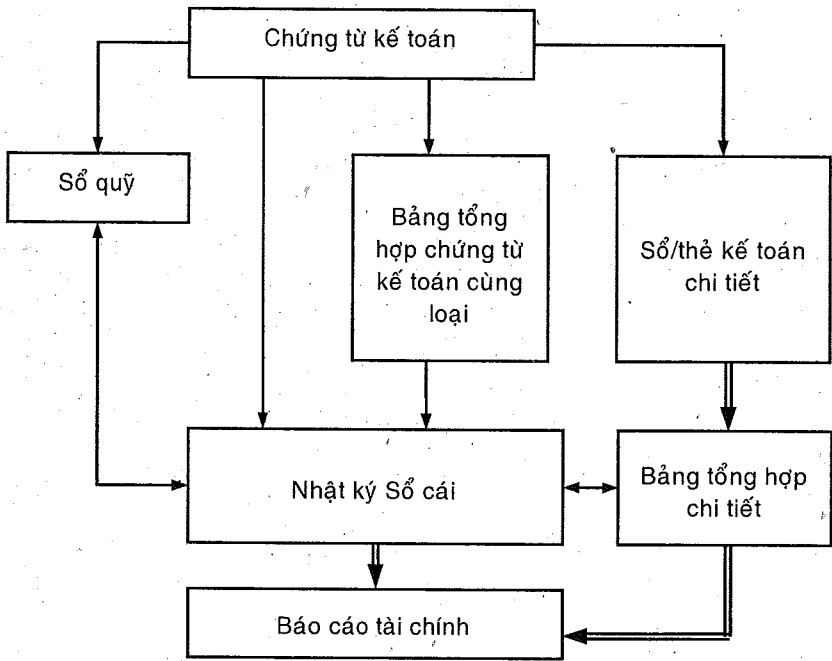 Chứng từ kế toán
Sổ quỹ
Bảng tổng
hợp chứng từ
kế toán cùng
loại
Sổ/thẻ kế toán
chi tiết
Nhật ký Sổ cái
Bảng tổng hợp
chi tiết
Báo cáo tài chính